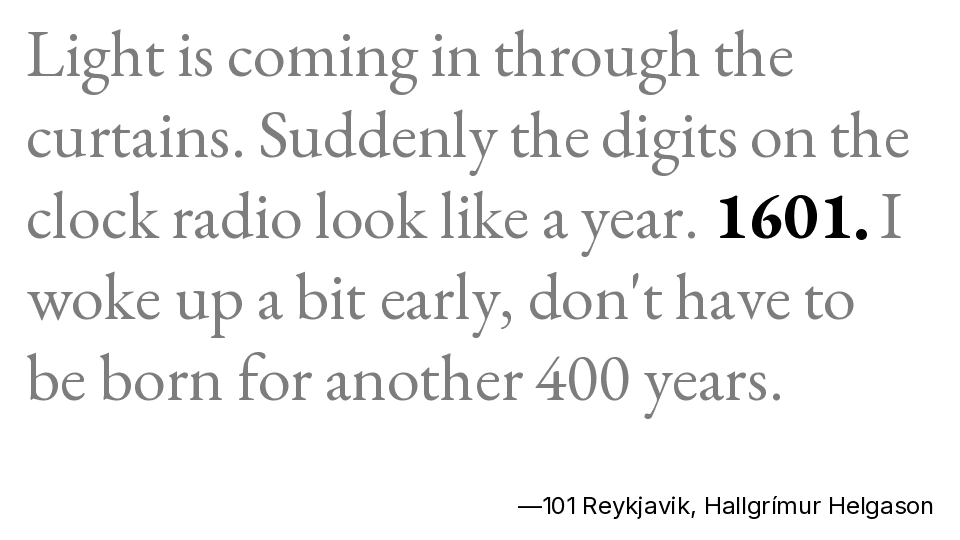 Light is coming in through the
curtains. Suddenly the digits on the
clock radio look like a year. 1601. I
woke up a bit early, don't have to
be born for another 400 years.
—101 Reykjavik, Hallgrímur Helgason